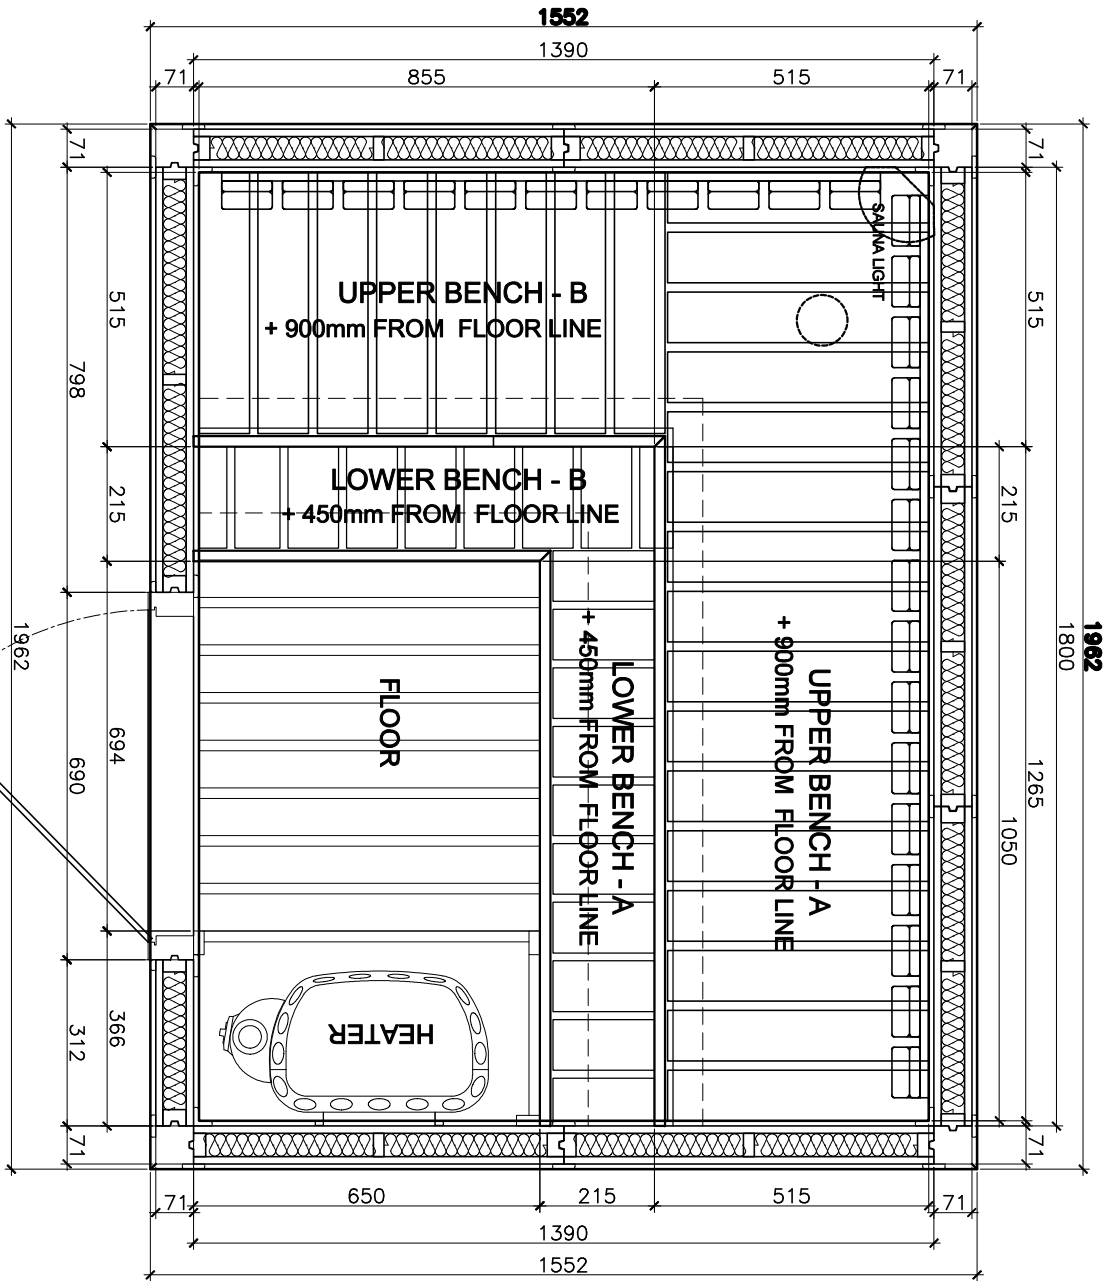 1552
1390
71
855
515
71
71
71
SAUNA LIGHT
UPPER BENCH - B
+ 900mm FROM FLOOR LINE
515
515
798
LOWER BENCH - B
+ 450mm FROM FLOOR LINE
215
215
1962
1962
1800
FLOOR
LOWER BENCH - A
+ 450mm FROM FLOOR LINE
UPPER BENCH - A
+ 900mm FROM FLOOR LINE
694
690
1265
1050
HEATER
366
312
71
71
71
650
215
515
71
1390
1552